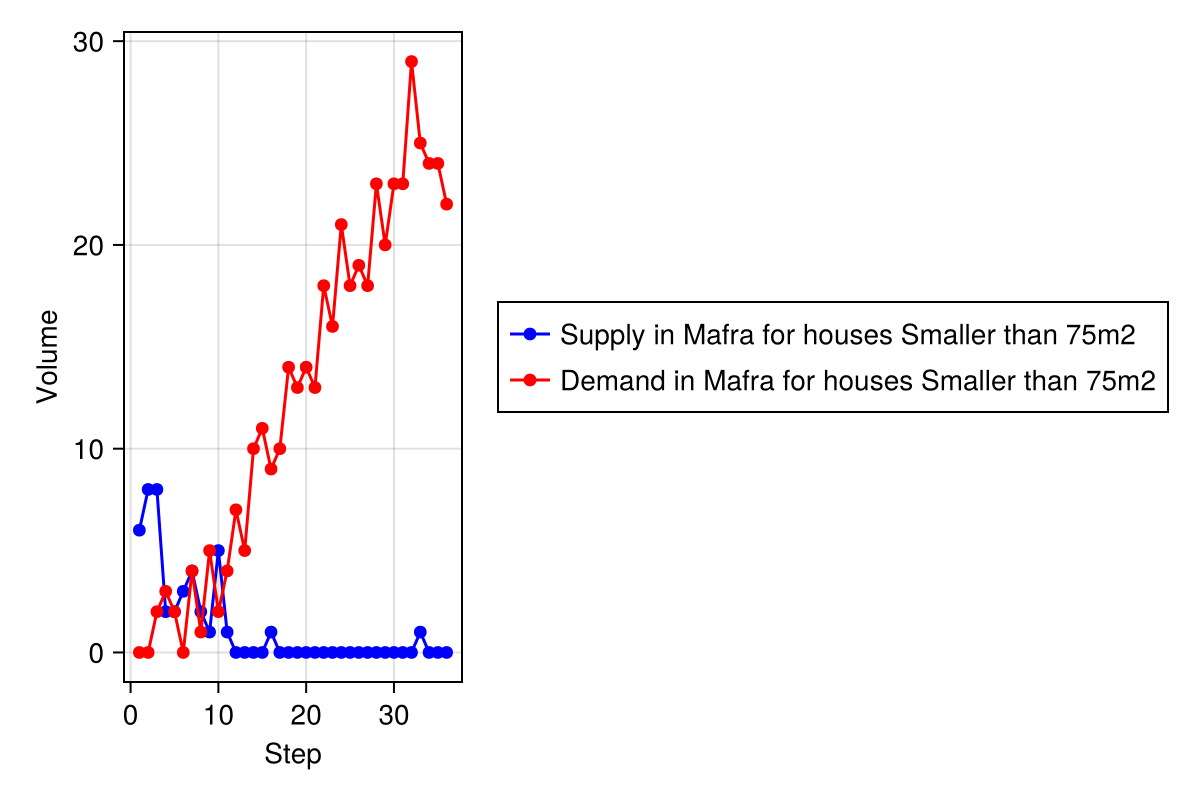 30
20
10
0
Volume
0 10 20 30
Step
Supply in Mafra for houses Smaller than 75m2
Demand in Mafra for houses Smaller than 75m2